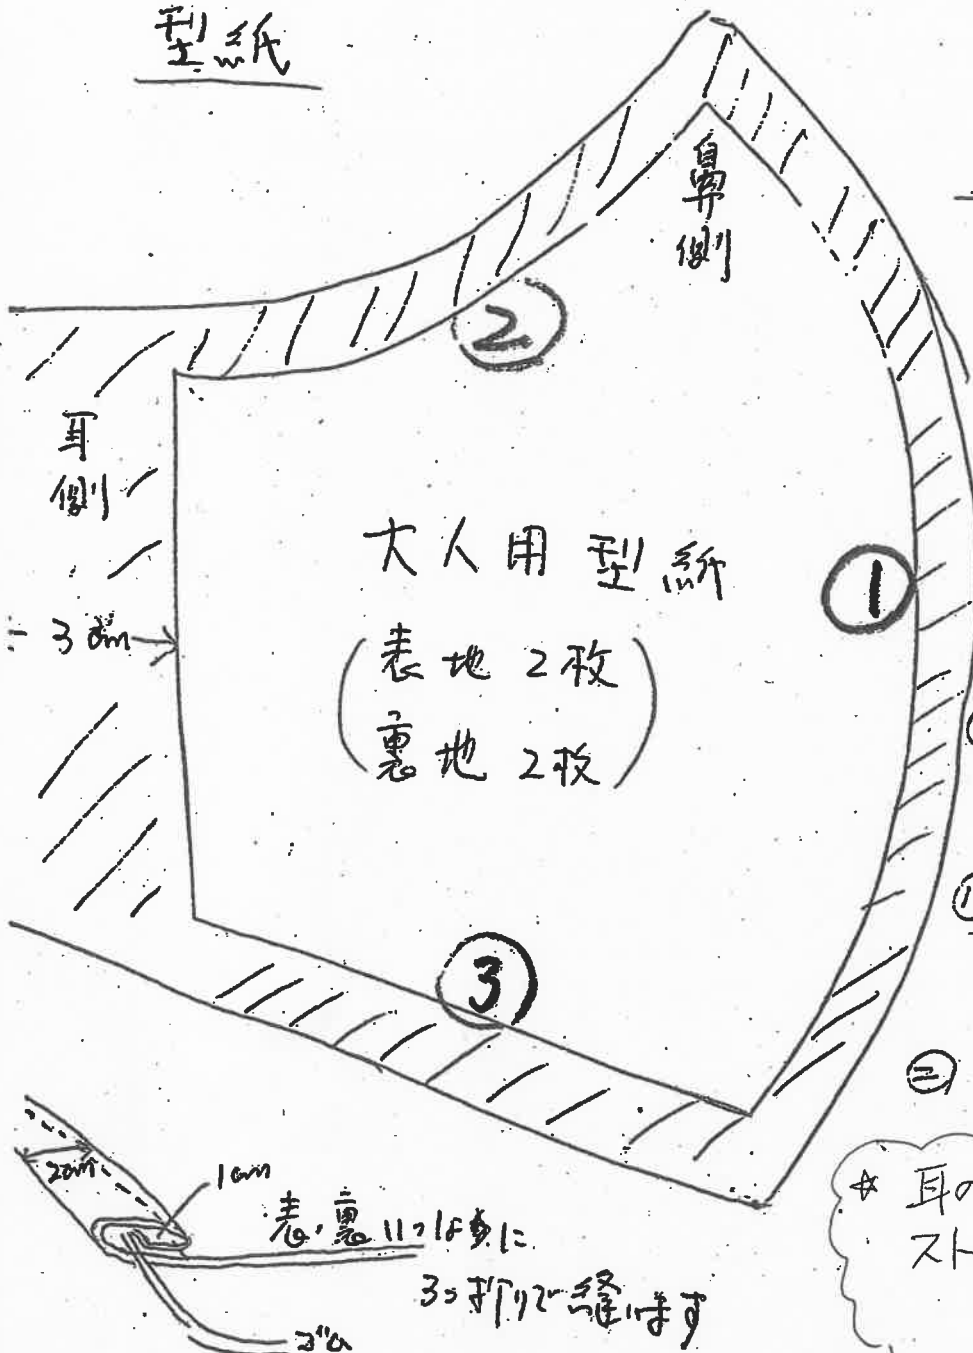 型紙
鼻側
②
耳側
大人用 型紙
①
3cm
(表地 2枚
裏地 2枚)
③
㊁
2cm
1cm
表・裏いっしょに
3つ折りで縫います
ゴム
☆ 耳の
スト